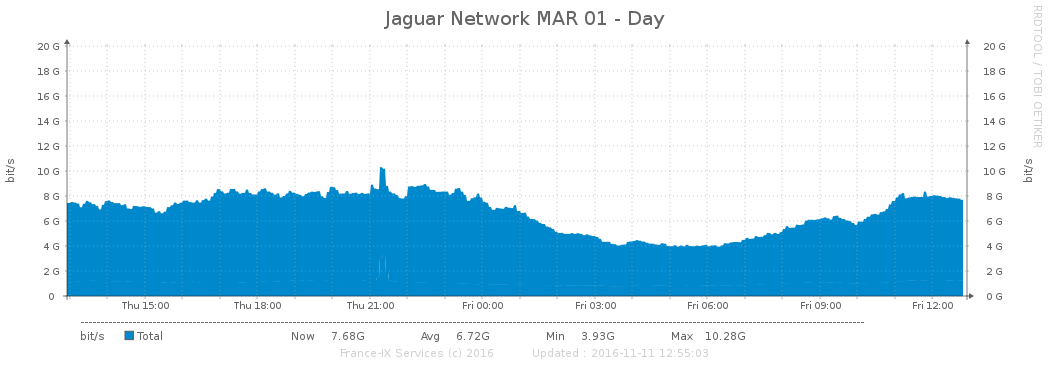 Jaguar Network MAR 01 - Day
RRDTOOL / TOBI OETIKER
20 G 20 G
18 G 18 G
16 G 16 G
14 G 14 G
12 G 12 G
10 G 10 G
8 G 8 G
6 G 6 G
4 G 4 G
2 G 2 G
0 0 G
bit/s bit/s
Thu 15:00 Thu 18:00 Thu 21:00 Fri 00:00 Fri 03:00 Fri 06:00 Fri 09:00 Fri 12:00
bit/s Total Now 7.68G Avg 6.72G Min 3.93G Max 10.28G
France-IX Services (c) 2016 Updated : 2016-11-11 12:55:03